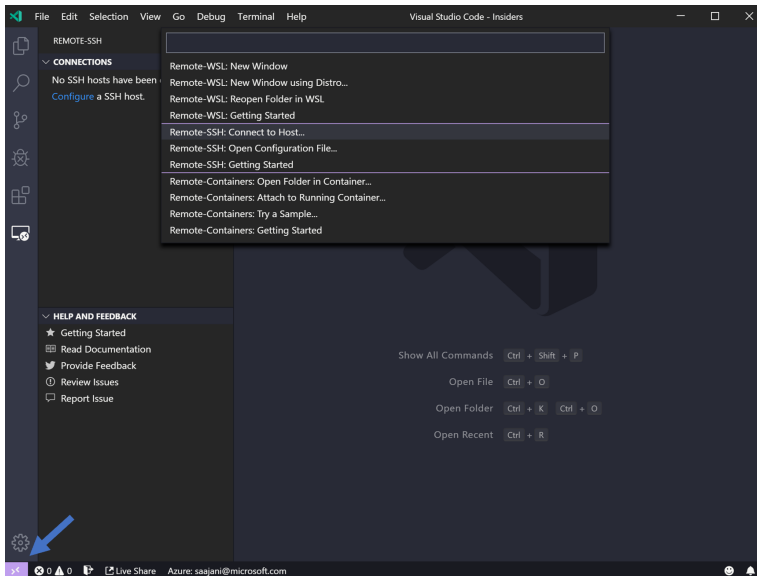 File Edit Selection View Go Debug Terminal Help Visual Studio Code - Insiders
REMOTE-SSH
CONNECTIONS
No SSH hosts have been
Configure a SSH host.
Remote-WSL: New Window
Remote-WSL: New Window using Distro...
Remote-WSL: Reopen Folder in WSL
Remote-WSL: Getting Started
Remote-SSH: Connect to Host...
Remote-SSH: Open Configuration File...
Remote-SSH: Getting Started
Remote-Containers: Open Folder in Container...
Remote-Containers: Attach to Running Container...
Remote-Containers: Try a Sample...
Remote-Containers: Getting Started
HELP AND FEEDBACK
Getting Started
Read Documentation
Provide Feedback
Review Issues
Report Issue
Show All Commands Ctrl + Shift + P
Open File Ctrl + O
Open Folder Ctrl + K Ctrl + O
Open Recent Ctrl + R
0 0 Live Share Azure: saajani@microsoft.com